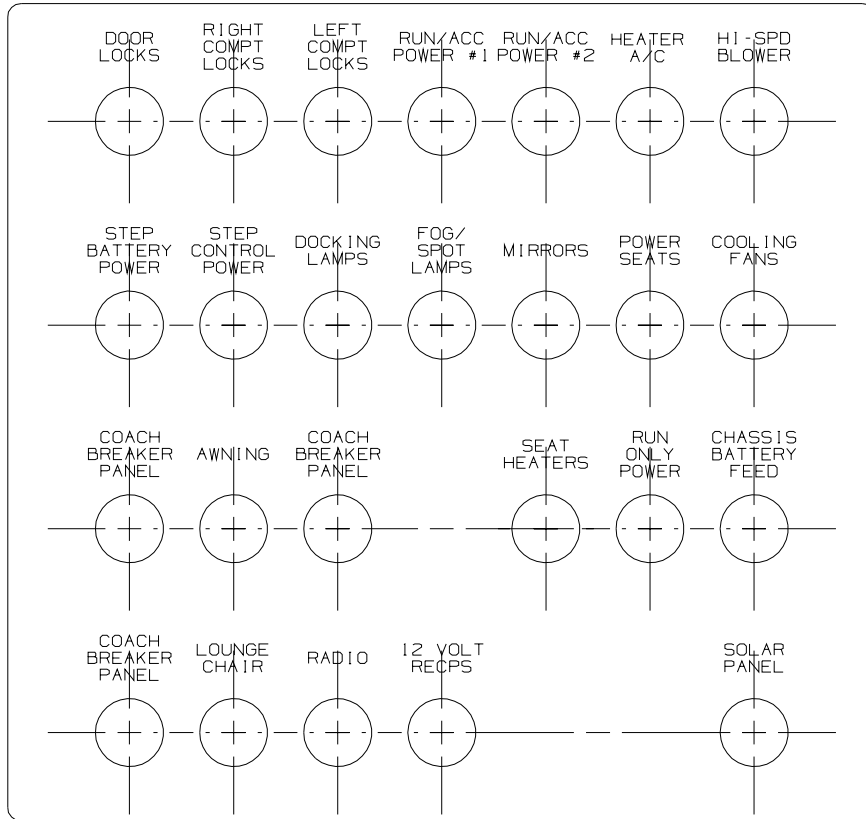 DOOR
LOCKS
RIGHT
COMPT
LOCKS
LEFT
COMPT
LOCKS
RUN/ACC
POWER #1
RUN/ACC
POWER #2
HEATER
A/C
HI-SPD
BLOWER
STEP
BATTERY
POWER
STEP
CONTROL
POWER
DOCKING
LAMPS
FOG/
SPOT
LAMPS
MIRRORS
POWER
SEATS
COOLING
FANS
COACH
BREAKER
PANEL
AWNING
COACH
BREAKER
PANEL
SEAT
HEATERS
RUN
ONLY
POWER
CHASSIS
BATTERY
FEED
COACH
BREAKER
PANEL
LOUNGE
CHAIR
RADIO
12 VOLT
RECPS
SOLAR
PANEL